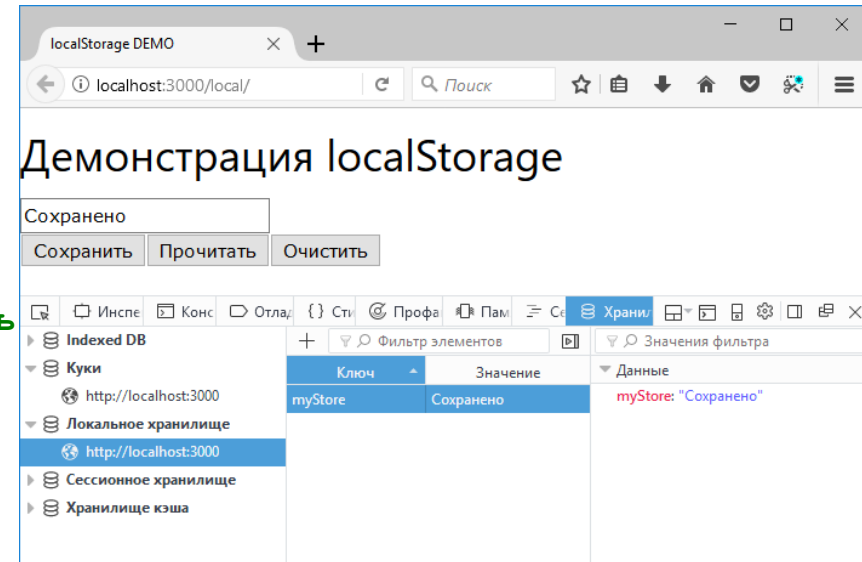 localStorage DEMO
localhost:3000/local/
Поиск
Демонстрация localStorage
Сохранено
Сохранить Прочитать Очистить
ь
Инспе Конс Отлад { } Сти Профа Пам Се Хранил
Indexed DB
Фильтр элементов
Значения фильтра
Куки
Ключ Значение
Данные
http://localhost:3000
myStore Сохранено
myStore: "Сохранено"
Локальное хранилище
http://localhost:3000
Сессионное хранилище
Хранилище кэша